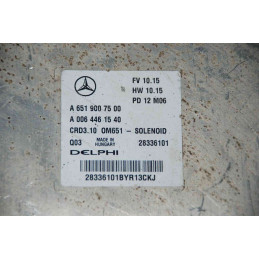 FV 10.15
HW 10.15
PD 12 M06
A 651 900 75 00
A 006 446 15 40
CRD3.10 OM651 - SOLENOID
Q03 MADE IN HUNGARY 28336101
DELPHI
28336101BYR13CKJ